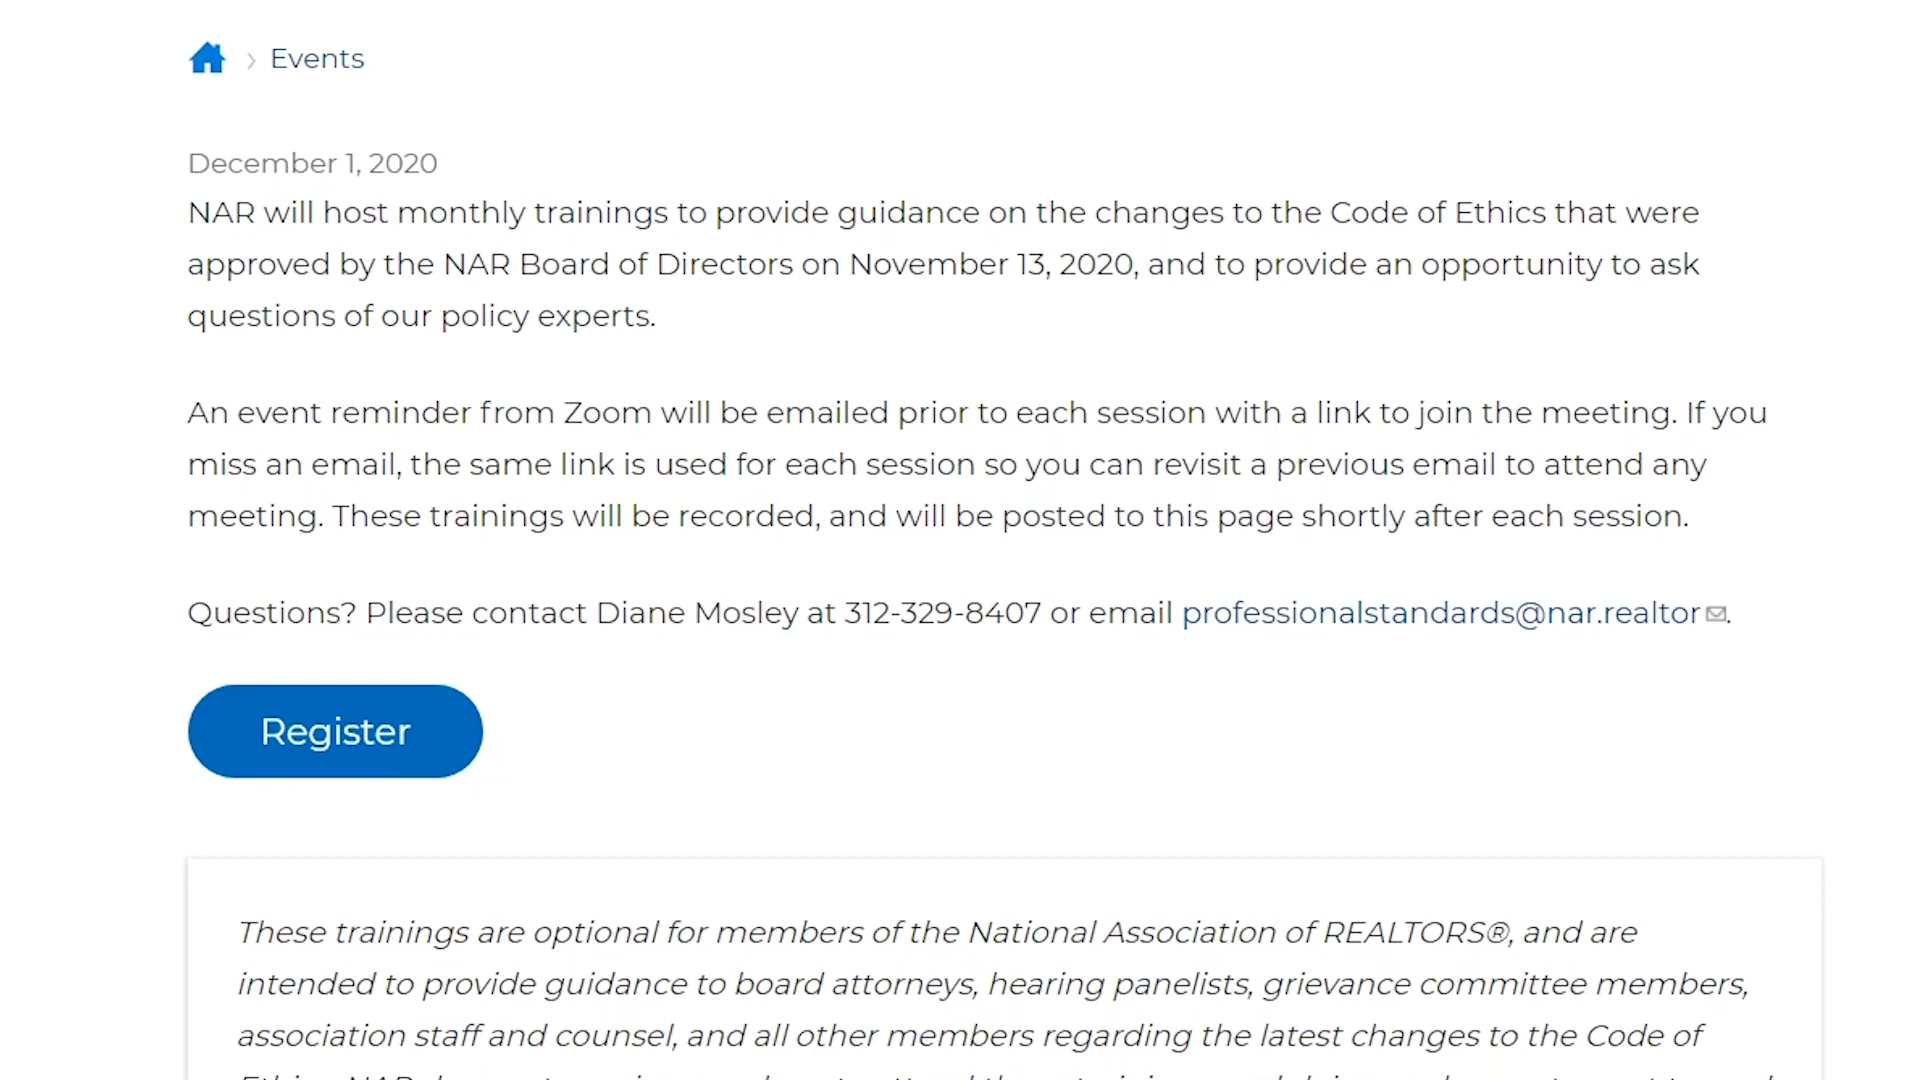 Events
December 1, 2020
NAR will host monthly trainings to provide guidance on the changes to the Code of Ethics that were
approved by the NAR Board of Directors on November 13, 2020, and to provide an opportunity to ask
questions of our policy experts.
An event reminder from Zoom will be emailed prior to each session with a link to join the meeting. If you
miss an email, the same link is used for each session so you can revisit a previous email to attend any
meeting. These trainings will be recorded, and will be posted to this page shortly after each session.
Questions? Please contact Diane Mosley at 312-329-8407 or email professionalstandards@nar.realtor.
Register
These trainings are optional for members of the National Association of REALTORS®, and are
intended to provide guidance to board attorneys, hearing panelists, grievance committee members,
association staff and counsel, and all other members regarding the latest changes to the Code of